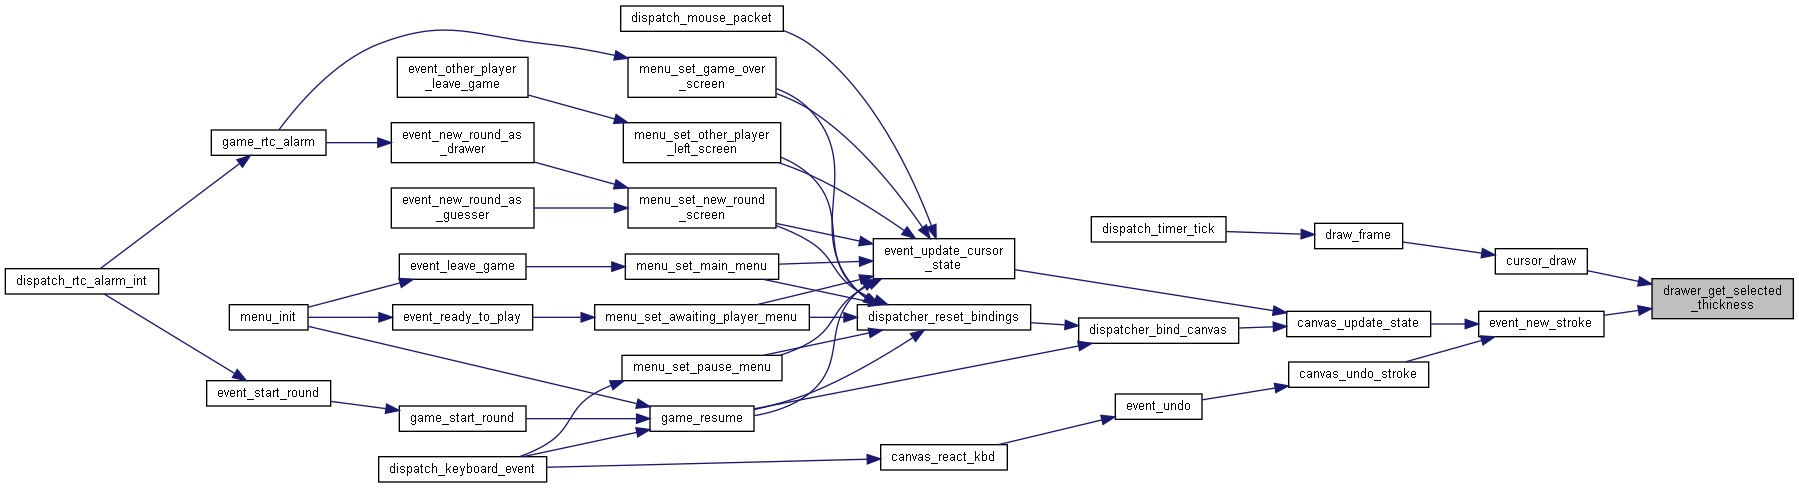 dispatch_mouse_packet
menu_set_game_over
_screen
event_other_player
_leave_game
menu_set_other_player
_left_screen
event_new_round_as
_drawer
game_rtc_alarm
menu_set_new_round
_screen
event_new_round_as
_guesser
dispatch_timer_tick
draw_frame
event_update_cursor
_state
cursor_draw
event_leave_game
menu_set_main_menu
dispatch_rtc_alarm_int
drawer_get_selected
_thickness
menu_init
event_ready_to_play
menu_set_awaiting_player_menu
dispatcher_reset_bindings
dispatcher_bind_canvas
canvas_update_state
event_new_stroke
menu_set_pause_menu
canvas_undo_stroke
event_start_round
event_undo
game_start_round
game_resume
canvas_react_kbd
dispatch_keyboard_event